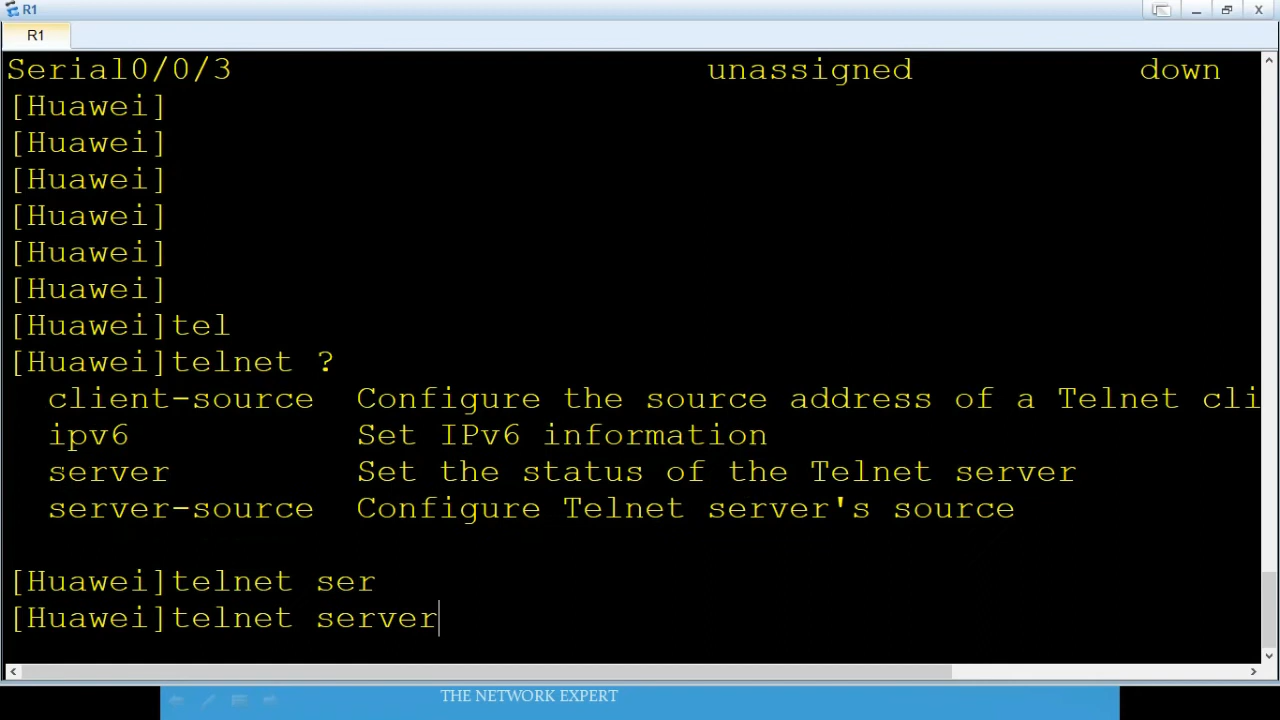 R1
R1
Serial0/0/3 unassigned down
[Huawei]
[Huawei]
[Huawei]
[Huawei]
[Huawei]
[Huawei]
[Huawei]tel
[Huawei]telnet ?
client-source Configure the source address of a Telnet cli
ipv6 Set IPv6 information
server Set the status of the Telnet server
server-source Configure Telnet server's source
[Huawei]telnet ser
[Huawei]telnet server
THE NETWORK EXPERT